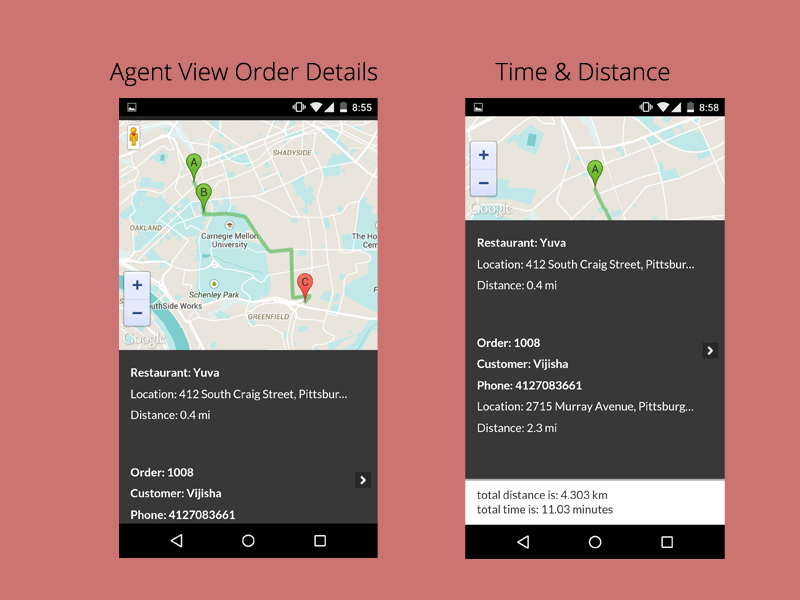 Agent View Order Details
8:55
A
SHADYSIDE
B
OAKLAND
Carnegie Mellon
University
The Ho
Cem
C
Schenley Park
+
uthSide Works
GREENFIELD
−
Google
Restaurant: Yuva
Location: 412 South Craig Street, Pittsbur...
Distance: 0.4 mi
Order: 1008
Customer: Vijisha
Phone: 4127083661
Time & Distance
8:58
+
A
−
Google
Restaurant: Yuva
Location: 412 South Craig Street, Pittsbur...
Distance: 0.4 mi
Order: 1008
Customer: Vijisha
Phone: 4127083661
Location: 2715 Murray Avenue, Pittsburg...
Distance: 2.3 mi
total distance is: 4.303 km
total time is: 11.03 minutes